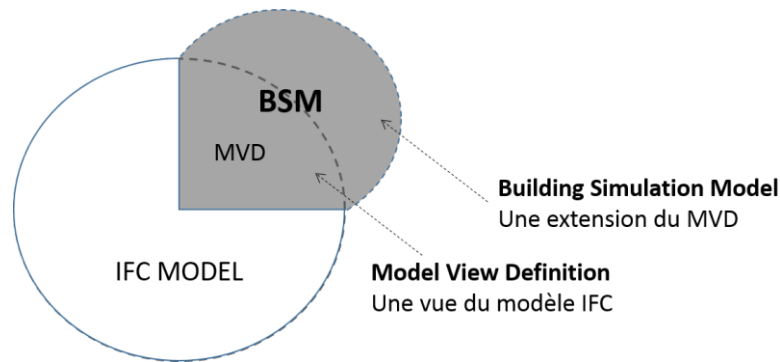 BSM
MVD
Building Simulation Model
Une extension du MVD
IFC MODEL
Model View Definition
Une vue du modèle IFC